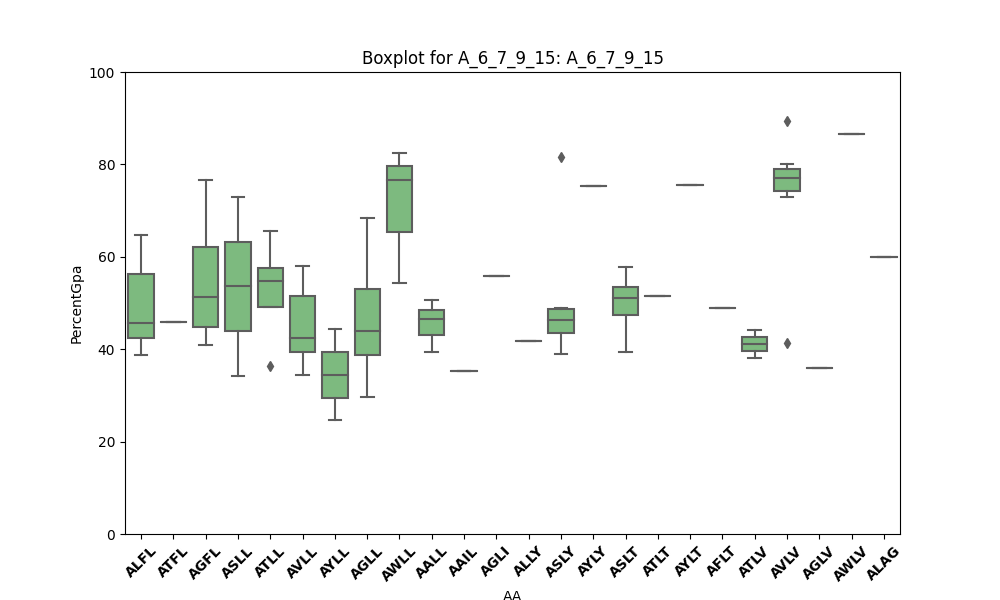 Boxplot for A_6_7_9_15: A_6_7_9_15
PercentGpa
100
80
60
40
20
0
ALFL ATFL AGFL ASLL ATLL AVLL AYLL AGLL AWLL AALL AAIL AGLI ALLY ASLY AYLY ASLT ATLT AYLT AFLT ATLV AVLV AGLV AWLV ALAG
AA